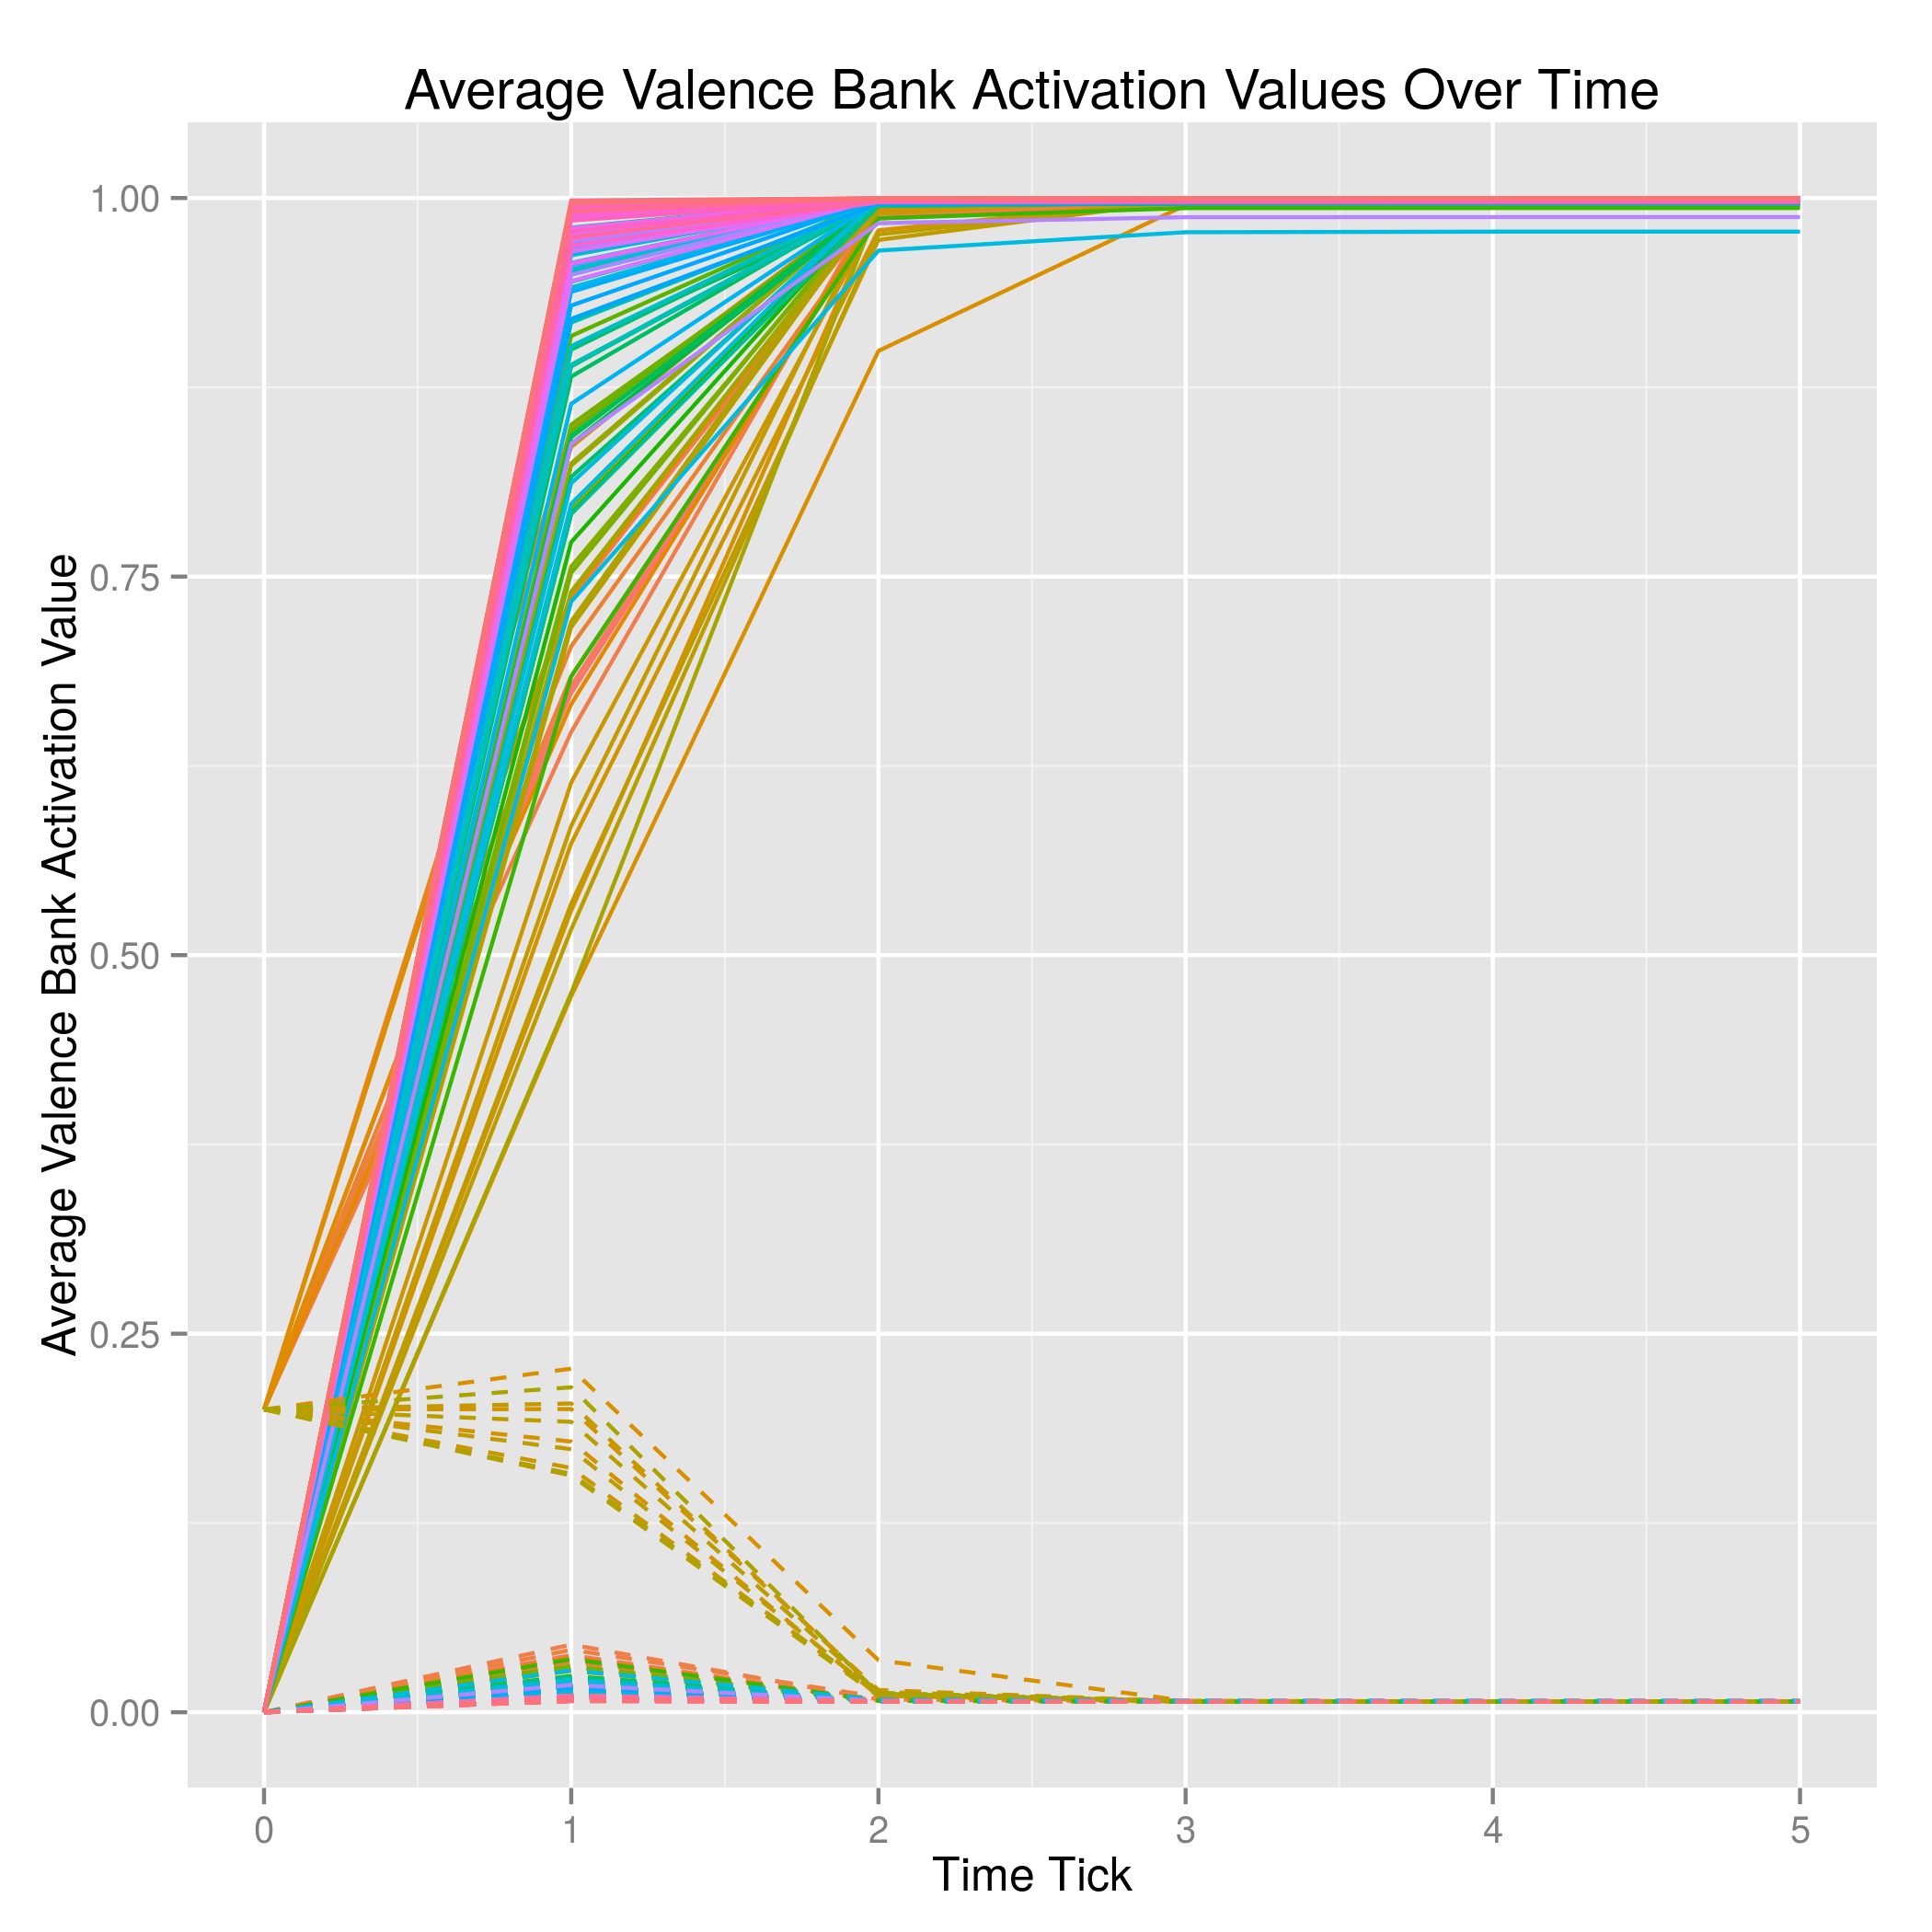 Average Valence Bank Activation Values Over Time
Average Valence Bank Activation Value
1.00
0.75
0.50
0.25
0.00
0 1 2 3 4 5
Time Tick